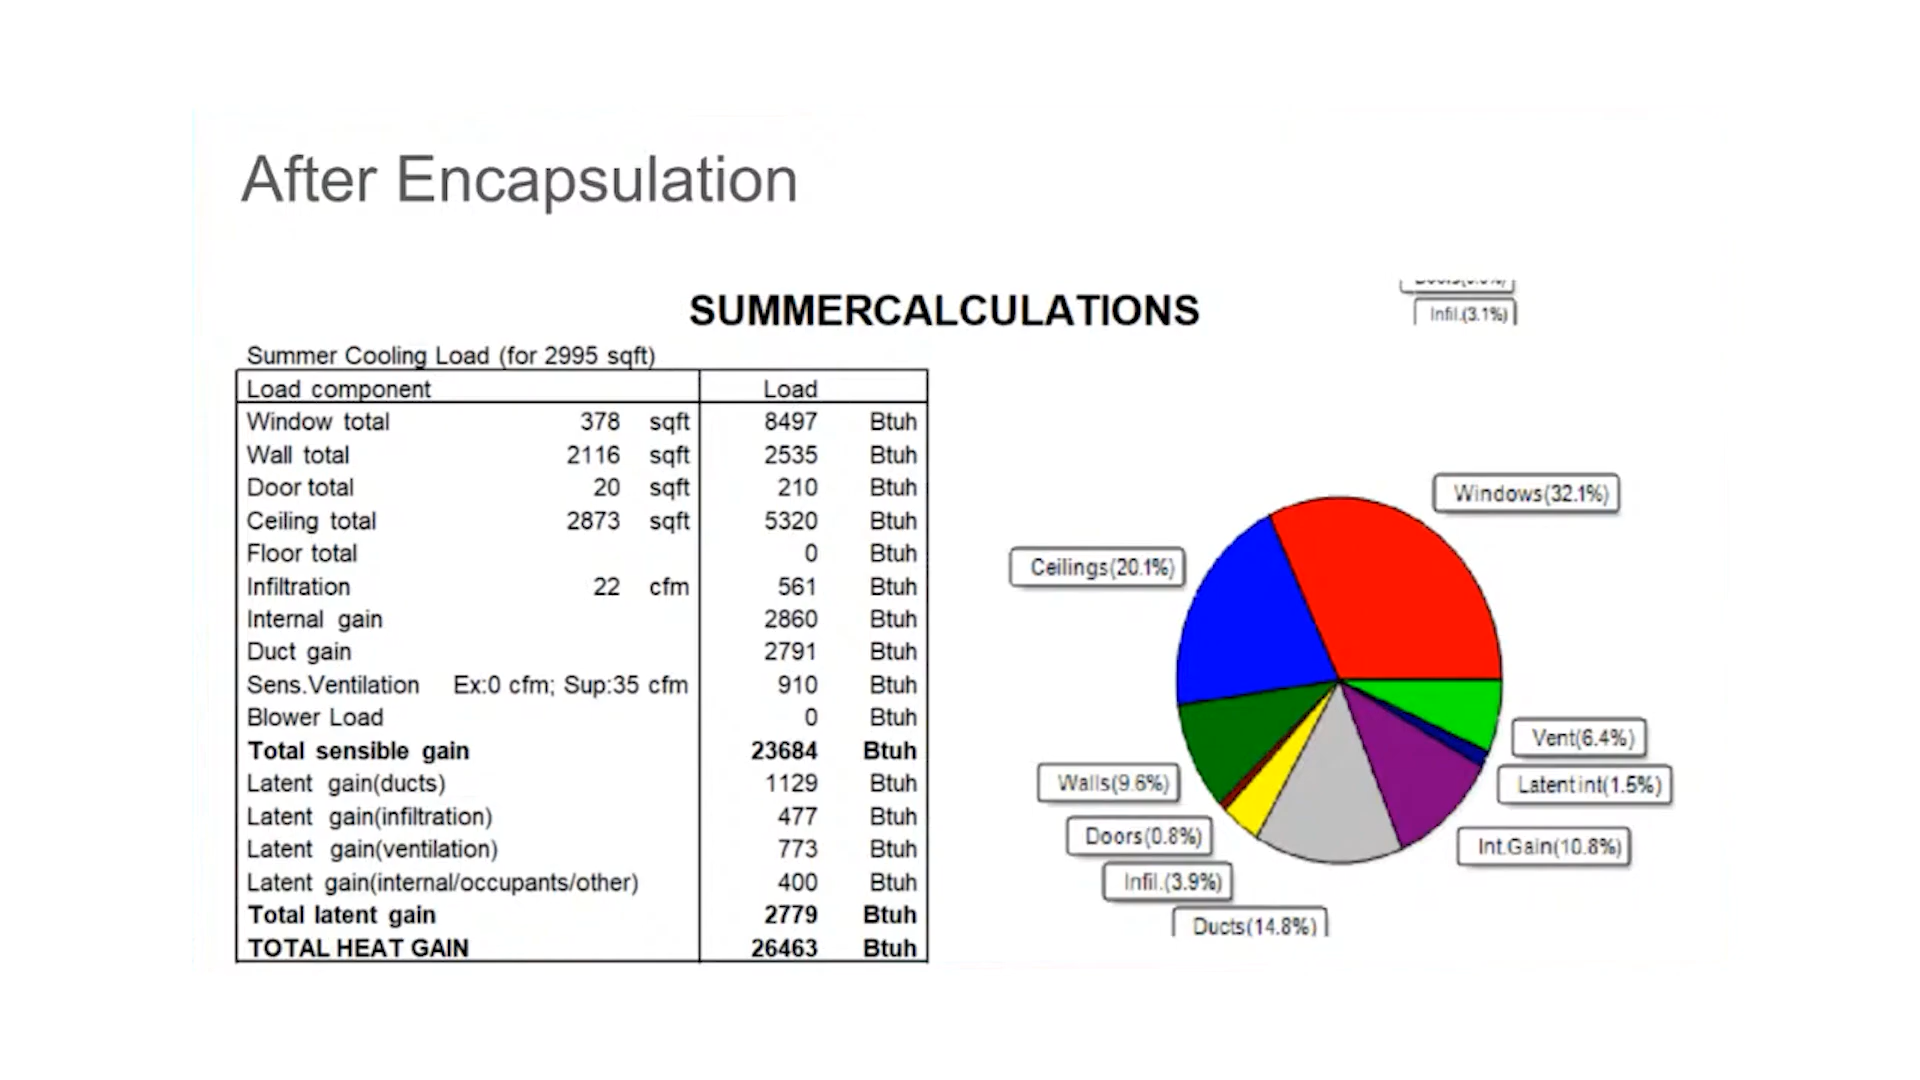 After Encapsulation
SUMMERCALCULATIONS
Infil.(3.1%)
Summer Cooling Load (for 2995 sqft)
Load component Load
Window total 378 sqft 8497 Btuh
Wall total 2116 sqft 2535 Btuh
Door total 20 sqft 210 Btuh
Ceiling total 2873 sqft 5320 Btuh
Floor total 0 Btuh
Infiltration 22 cfm 561 Btuh
Internal gain 2860 Btuh
Duct gain 2791 Btuh
Sens.Ventilation Ex:0 cfm; Sup:35 cfm 910 Btuh
Blower Load 0 Btuh
Total sensible gain 23684 Btuh
Latent gain(ducts) 1129 Btuh
Latent gain(infiltration) 477 Btuh
Latent gain(ventilation) 773 Btuh
Latent gain(internal/occupants/other) 400 Btuh
Total latent gain 2779 Btuh
TOTAL HEAT GAIN 26463 Btuh
Windows(32.1%)
Ceilings(20.1%)
Vent(6.4%)
Walls(9.6%)
Latent int(1.5%)
Doors(0.8%)
Int.Gain(10.8%)
Infil.(3.9%)
Ducts(14.8%)